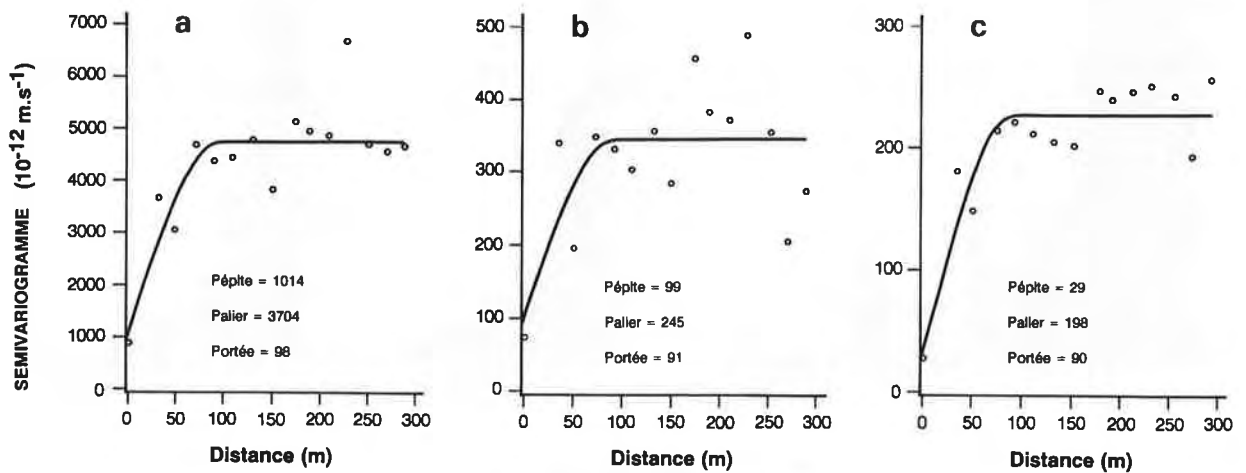 a
b
c
SEMIVARIOGRAMME (10⁻¹² m.s⁻¹)
7000
6000
5000
4000
3000
2000
1000
0
Pépite = 1014
Palier = 3704
Portée = 98
0 50 100 150 200 250 300
Distance (m)
500
400
300
200
100
0
Pépite = 99
Palier = 245
Portée = 91
0 50 100 150 200 250 300
Distance (m)
300
200
100
0
Pépite = 29
Palier = 198
Portée = 90
0 50 100 150 200 250 300
Distance (m)